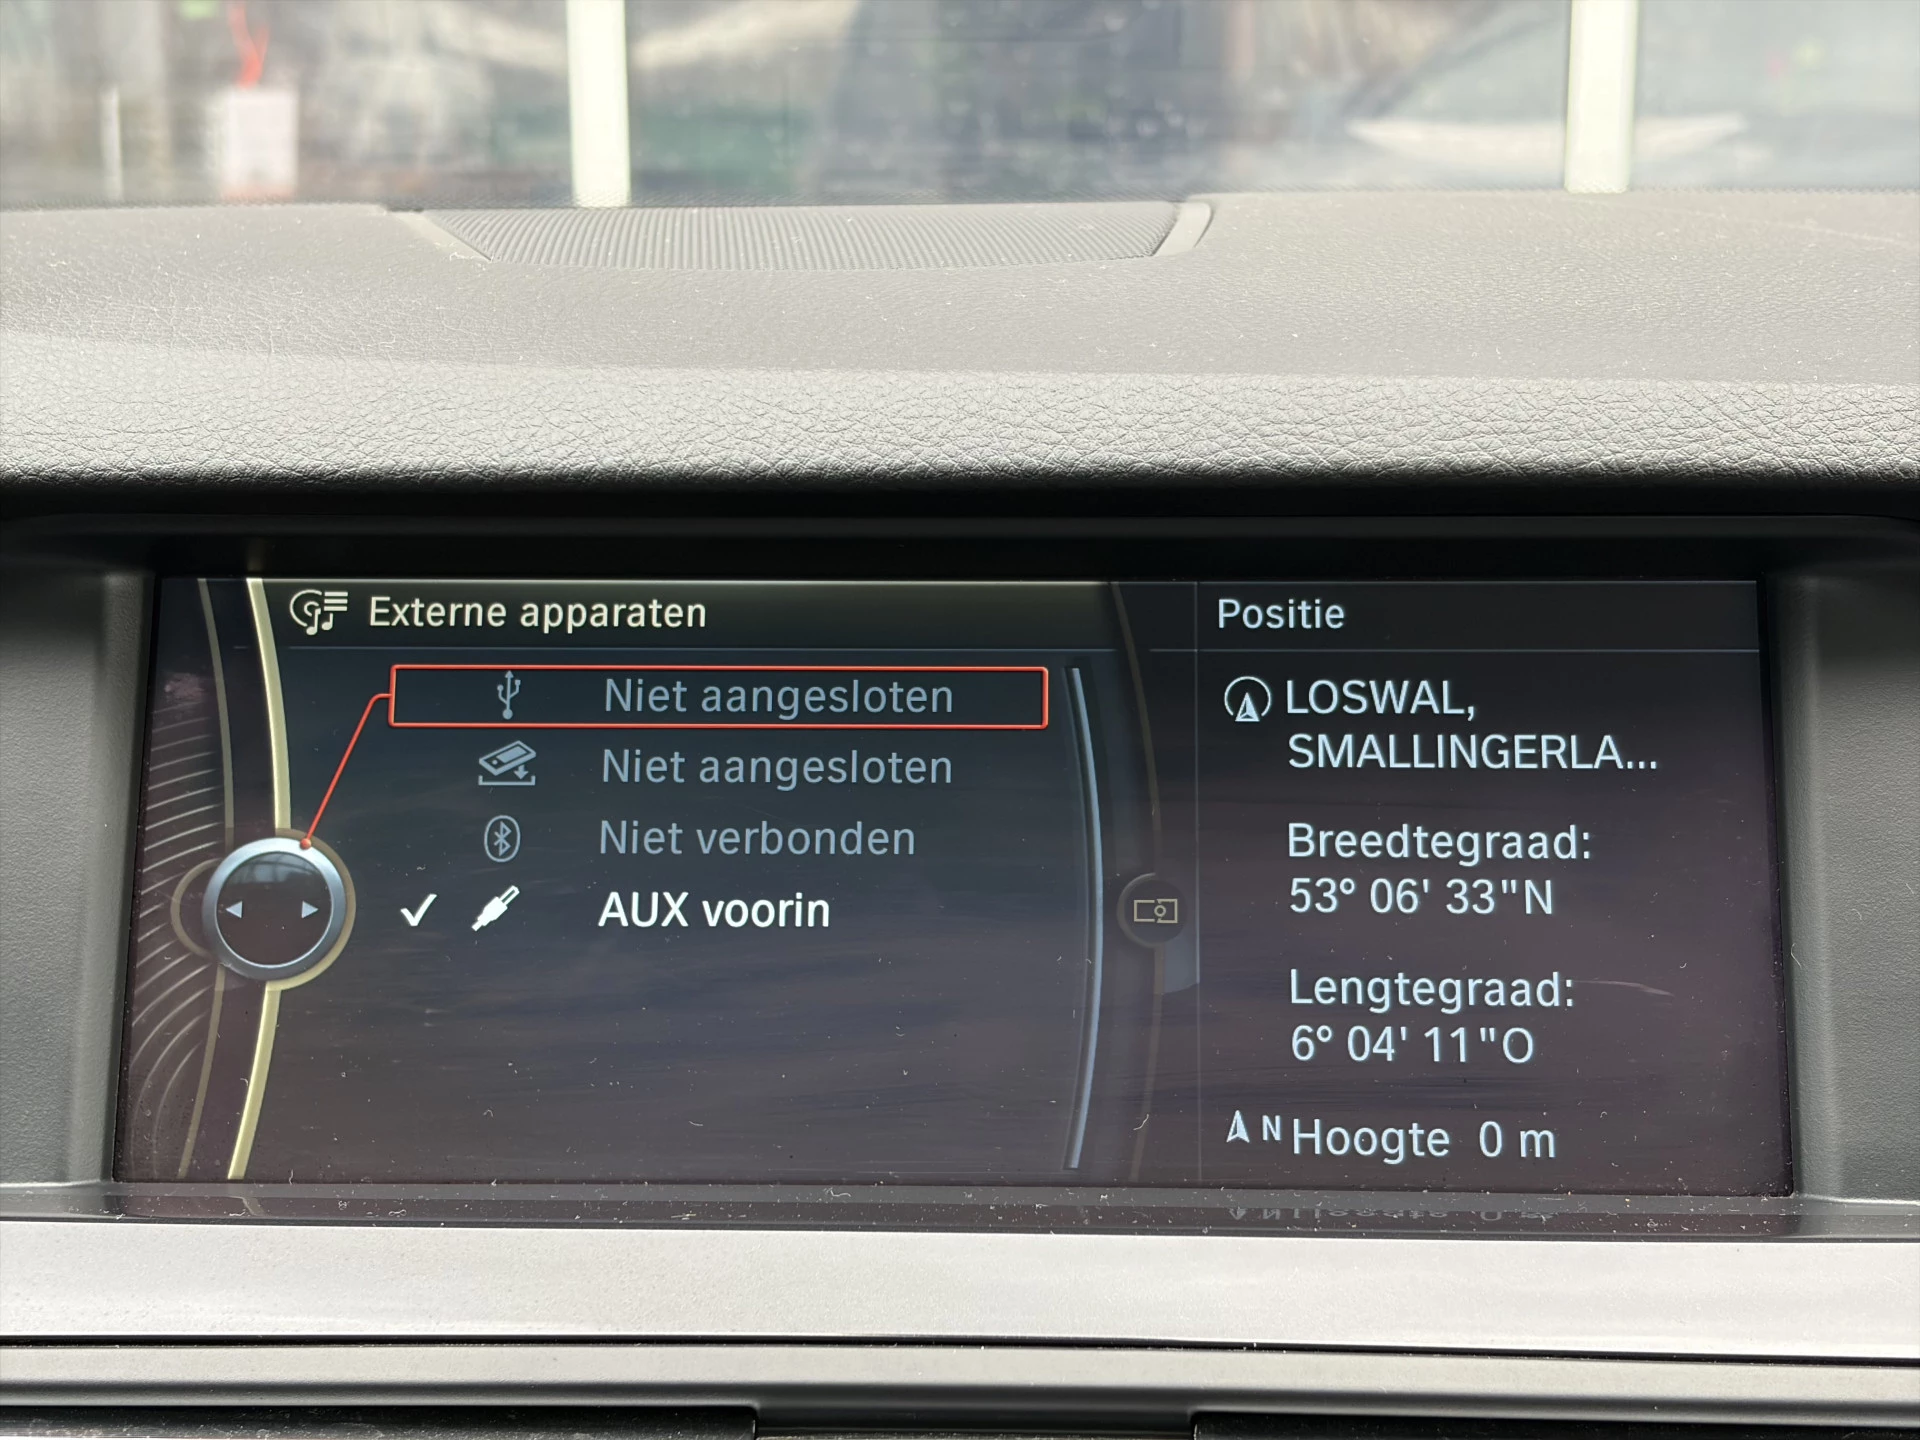 Externe apparaten
Niet aangesloten
Niet aangesloten
Niet verbonden
AUX voorin
Positie
LOSWAL,
SMALLINGERLA...
Breedtegraad:
53° 06' 33"N
Lengtegraad:
6° 04' 11"O
N Hoogte 0 m